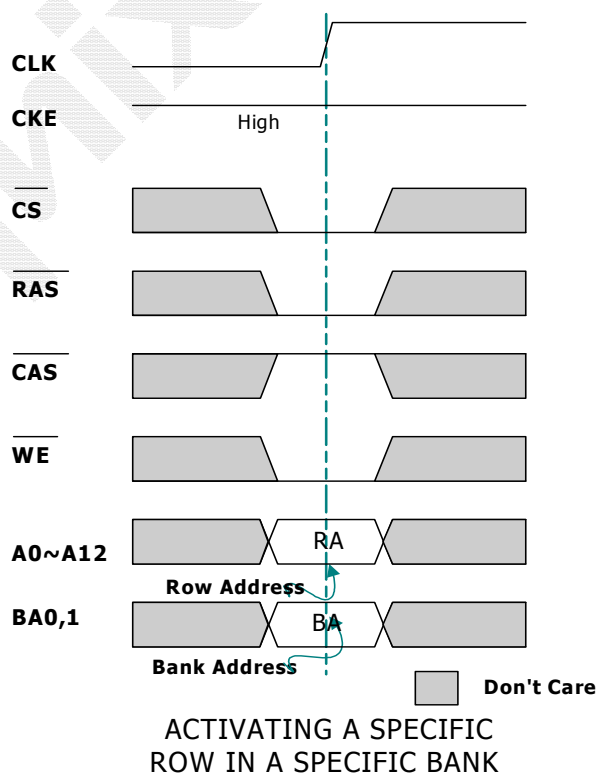 CLK
CKE
High
CS
RAS
CAS
WE
A0~A12
RA
Row Address
BA0,1
BA
Bank Address
Don't Care
ACTIVATING A SPECIFIC
ROW IN A SPECIFIC BANK